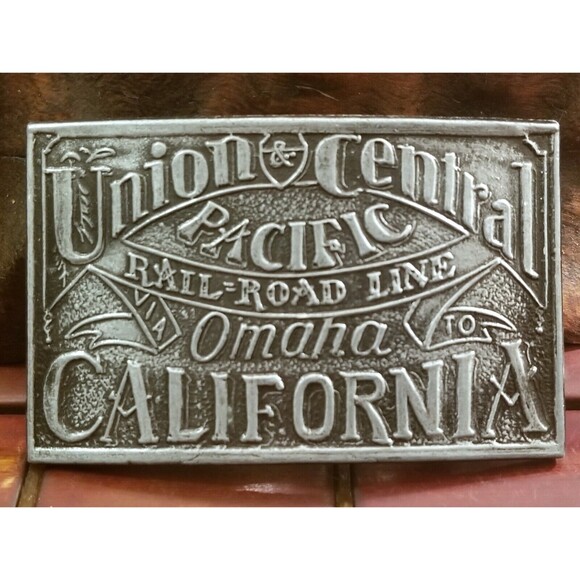 Union & Central
PACIFIC
RAIL-ROAD LINE
VIA Omaha TO
CALIFORNIA